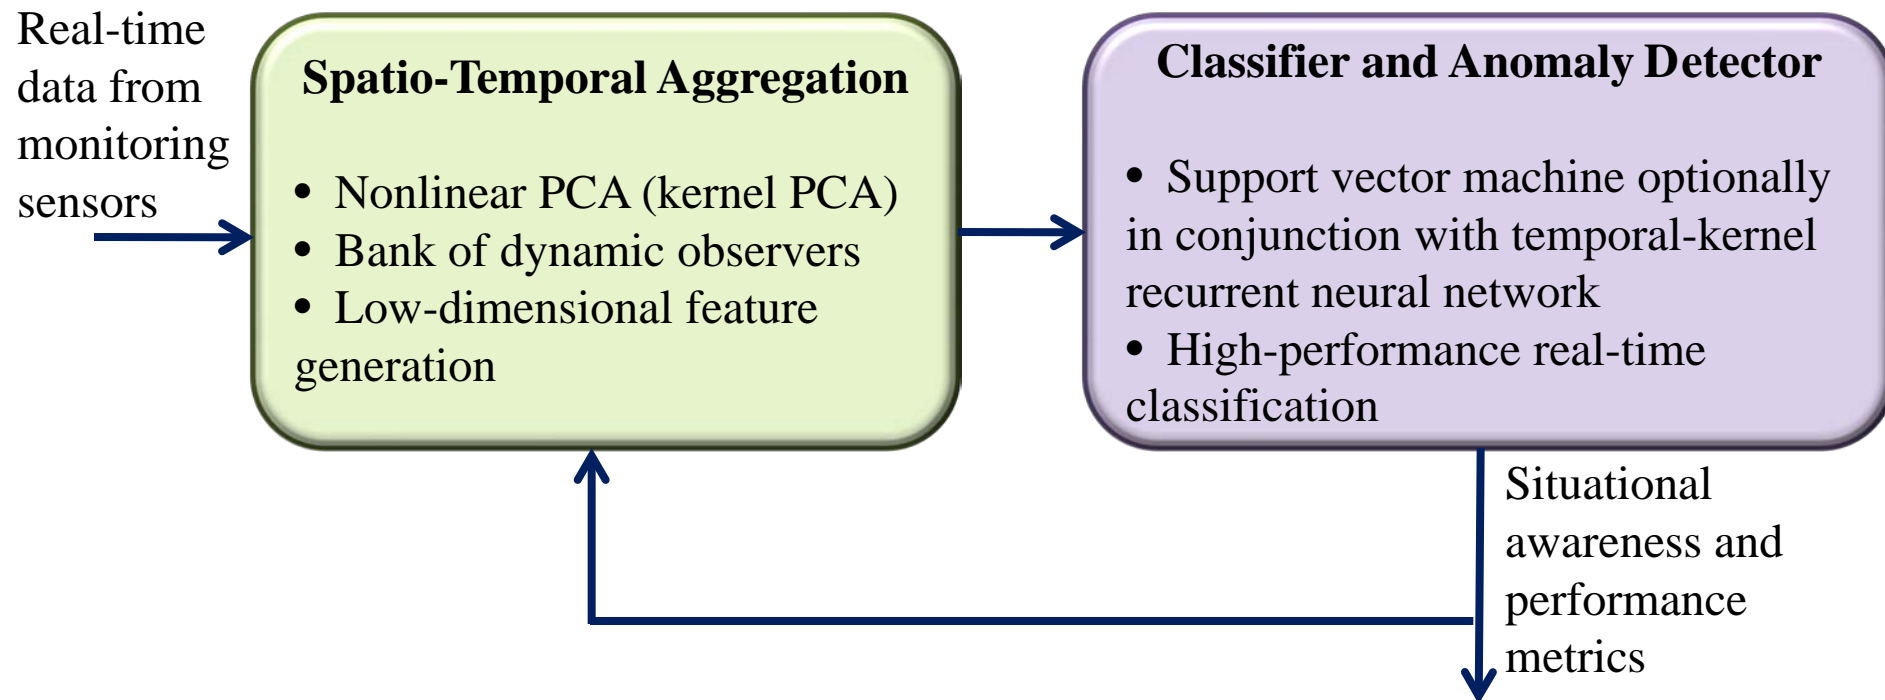 Real-time
data from
monitoring
sensors
Spatio-Temporal Aggregation
• Nonlinear PCA (kernel PCA)
• Bank of dynamic observers
• Low-dimensional feature
generation
Classifier and Anomaly Detector
• Support vector machine optionally
in conjunction with temporal-kernel
recurrent neural network
• High-performance real-time
classification
Situational
awareness and
performance
metrics